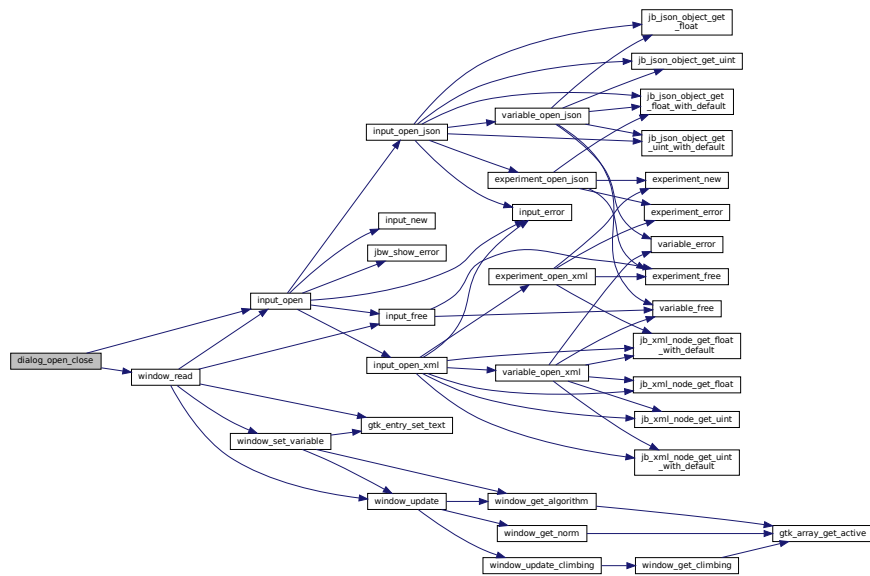 dialog_open_close
window_read
input_open
window_set_variable
input_open_json
input_new
jbw_show_error
input_free
input_open_xml
gtk_entry_set_text
window_update
variable_open_json
experiment_open_json
input_error
experiment_open_xml
variable_open_xml
window_get_algorithm
window_get_norm
window_update_climbing
jb_json_object_get
_float
jb_json_object_get_uint
jb_json_object_get
_float_with_default
jb_json_object_get
_uint_with_default
experiment_new
experiment_error
variable_error
experiment_free
variable_free
jb_xml_node_get_float
_with_default
jb_xml_node_get_float
jb_xml_node_get_uint
jb_xml_node_get_uint
_with_default
window_get_climbing
gtk_array_get_active